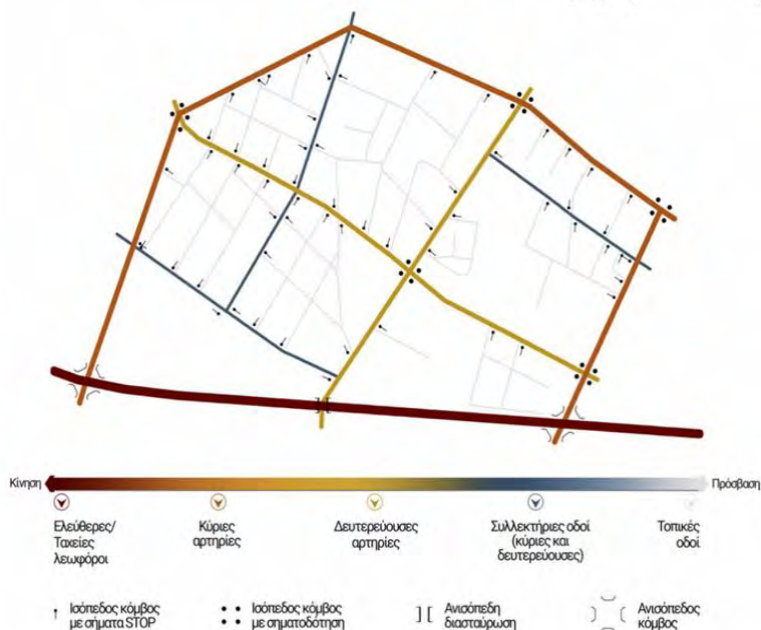 Κίνηση
Πρόσβαση
Ελεύθερες/
Ταχείες
λεωφόροι
Κύριες
αρτηρίες
Δευτερεύουσες
αρτηρίες
Συλλεκτήριες οδοί
(κύριες και
δευτερεύουσες)
Τοπικές
οδοί
Ισόπεδος κόμβος
με σήματα STOP
Ισόπεδος κόμβος
με σηματοδότηση
Ανισόπεδη
διασταύρωση
Ανισόπεδος
κόμβος